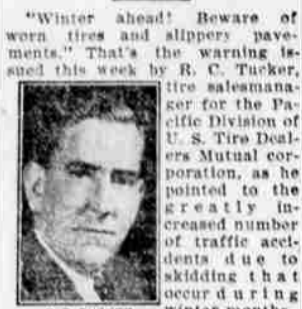 "Winter ahead! Beware of
worn tires and slippery pave-
ments." That's the warning is-
sued this week by R. C. Tucker,
tire salesmana-
ger for the Pa-
cific Division of
U. S. Tire Deal-
ers Mutual cor-
poration, as he
pointed to the
greatly in-
creased number
of traffic acci-
dents due to
skidding that
occur during
winter months